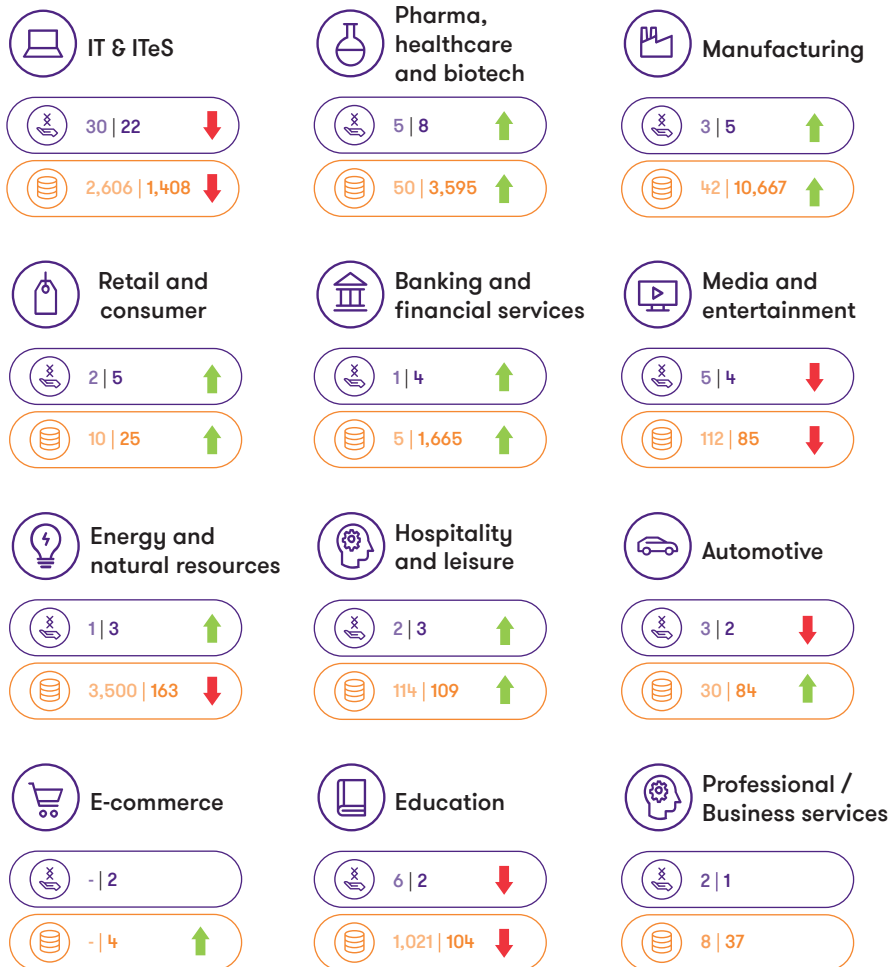 IT & ITeS
30 | 22
2,606 | 1,408
Pharma,
healthcare
and biotech
5 | 8
50 | 3,595
Manufacturing
3 | 5
42 | 10,667
Retail and
consumer
2 | 5
10 | 25
Banking and
financial services
1 | 4
5 | 1,665
Media and
entertainment
5 | 4
112 | 85
Energy and
natural resources
1 | 3
3,500 | 163
Hospitality
and leisure
2 | 3
114 | 109
Automotive
3 | 2
30 | 84
E-commerce
- | 2
- | 4
Education
6 | 2
1,021 | 104
Professional /
Business services
2 | 1
8 | 37